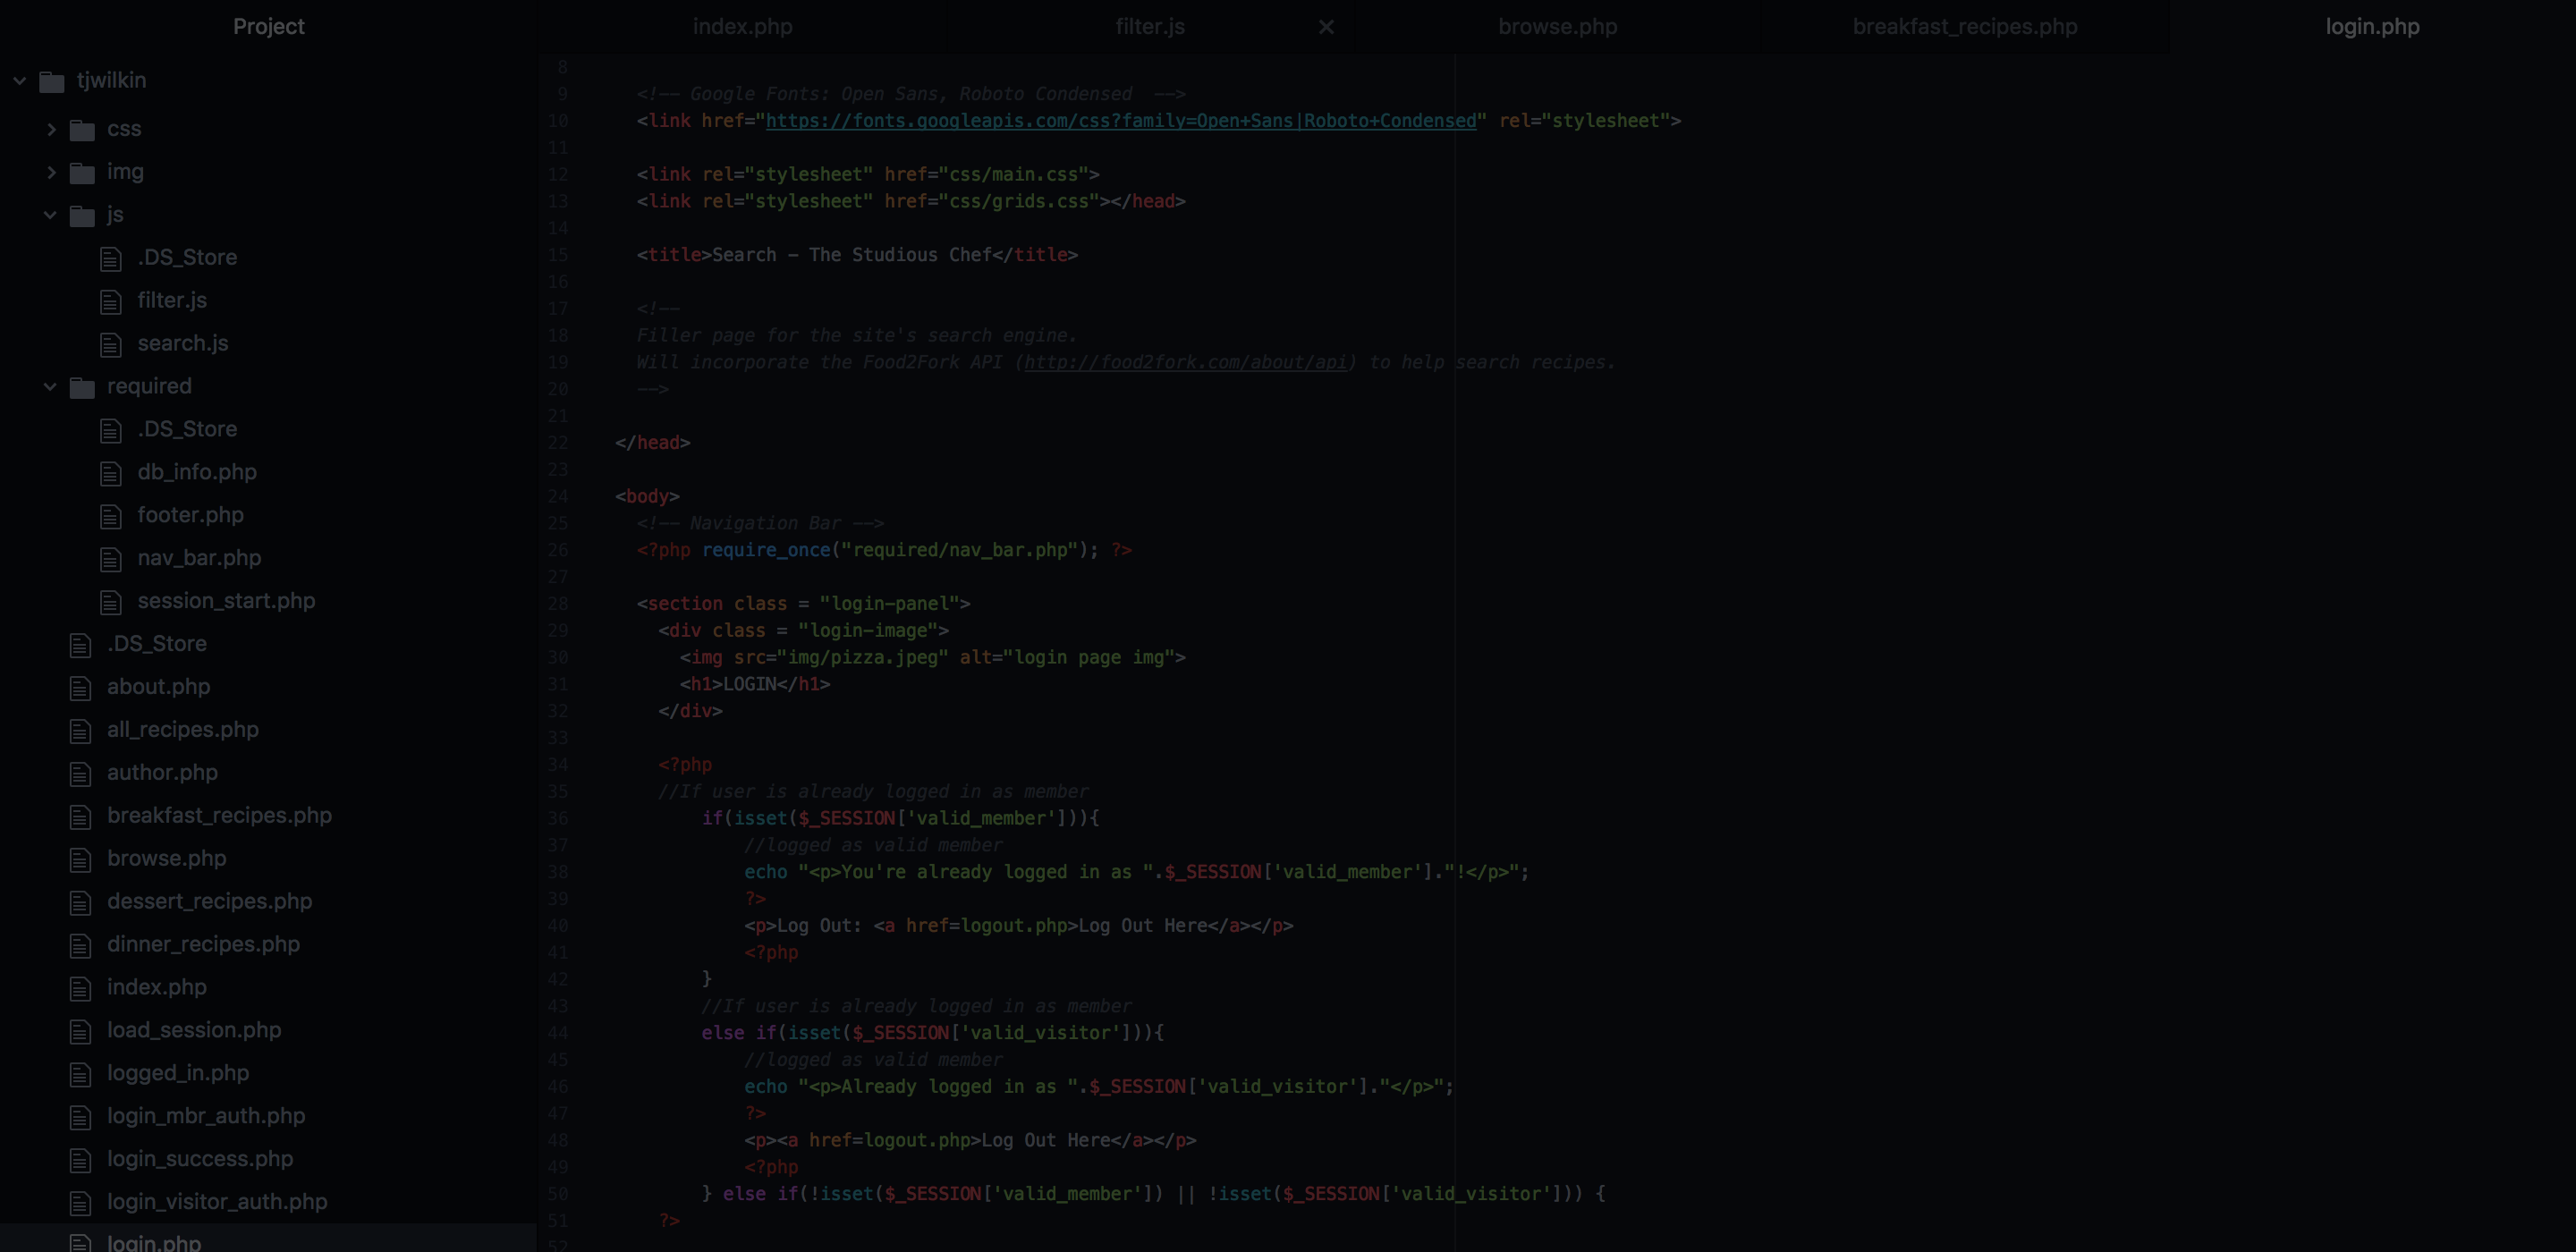 Project
tjwilkin
css
img
js
.DS_Store
filter.js
search.js
required
.DS_Store
db_info.php
footer.php
nav_bar.php
session_start.php
.DS_Store
about.php
all_recipes.php
author.php
breakfast_recipes.php
browse.php
dessert_recipes.php
dinner_recipes.php
index.php
load_session.php
logged_in.php
login_mbr_auth.php
login_success.php
login_visitor_auth.php
login.php
index.php
filter.js
browse.php
breakfast_recipes.php
login.php
8
9 <!-- Google Fonts: Open Sans, Roboto Condensed  -->
10 <link href="https://fonts.googleapis.com/css?family=Open+Sans|Roboto+Condensed" rel="stylesheet">
11
12 <link rel="stylesheet" href="css/main.css">
13 <link rel="stylesheet" href="css/grids.css"></head>
14
15 <title>Search - The Studious Chef</title>
16
17 <!--
18 Filler page for the site's search engine.
19 Will incorporate the Food2Fork API (http://food2fork.com/about/api) to help search recipes.
20 -->
21
22 </head>
23
24 <body>
25 <!-- Navigation Bar -->
26 <?php require_once("required/nav_bar.php"); ?>
27
28 <section class = "login-panel">
29 <div class = "login-image">
30 <img src="img/pizza.jpeg" alt="login page img">
31 <h1>LOGIN</h1>
32 </div>
33
34 <?php
35 //If user is already logged in as member
36 if(isset($_SESSION['valid_member'])){
37 //logged as valid member
38 echo "<p>You're already logged in as ".$_SESSION['valid_member']."!</p>";
39 ?>
40 <p>Log Out: <a href=logout.php>Log Out Here</a></p>
41 <?php
42 }
43 //If user is already logged in as member
44 else if(isset($_SESSION['valid_visitor'])){
45 //logged as valid member
46 echo "<p>Already logged in as ".$_SESSION['valid_visitor']."</p>";
47 ?>
48 <p><a href=logout.php>Log Out Here</a></p>
49 <?php
50 } else if(!isset($_SESSION['valid_member']) || !isset($_SESSION['valid_visitor'])) {
51 ?>
52